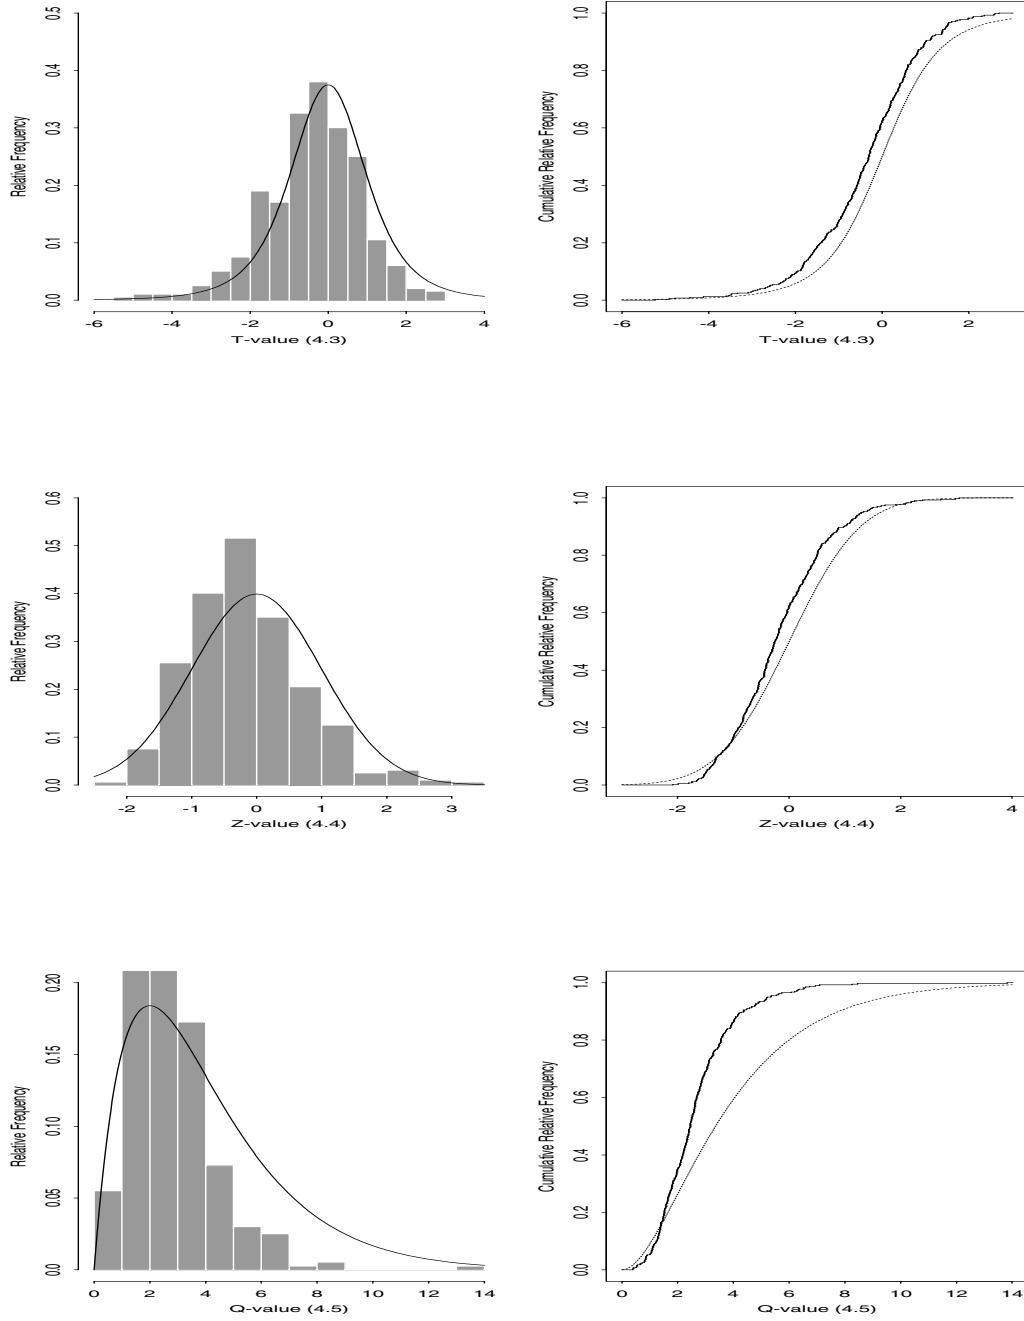 Relative Frequency
0.0 0.1 0.2 0.3 0.4 0.5
-6 -4 -2 0 2 4
T-value (4.3)
Cumulative Relative Frequency
0.0 0.2 0.4 0.6 0.8 1.0
-6 -4 -2 0 2
T-value (4.3)
Relative Frequency
0.0 0.1 0.2 0.3 0.4 0.5 0.6
-2 -1 0 1 2 3
Z-value (4.4)
Cumulative Relative Frequency
0.0 0.2 0.4 0.6 0.8 1.0
-2 0 2 4
Z-value (4.4)
Relative Frequency
0.0 0.05 0.10 0.15 0.20
0 2 4 6 8 10 12 14
Q-value (4.5)
Cumulative Relative Frequency
0.0 0.2 0.4 0.6 0.8 1.0
0 2 4 6 8 10 12 14
Q-value (4.5)